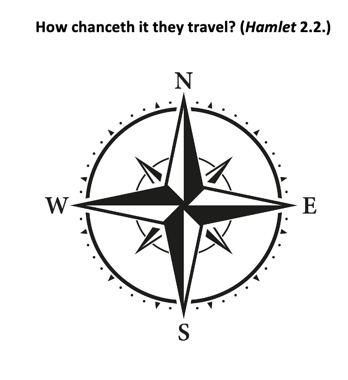 How chanceth it they travel? (Hamlet 2.2.)
N
W E
S